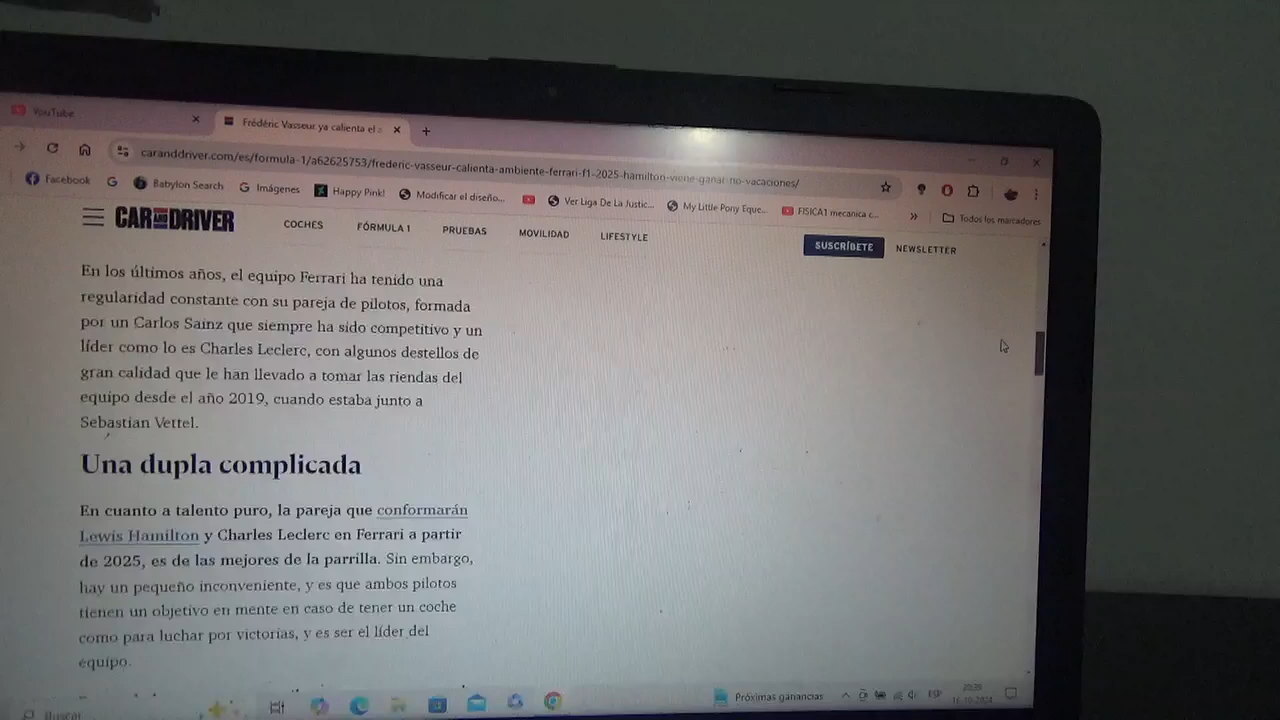 YouTube
Frédéric Vasseur ya calienta el a
caranddriver.com/es/formula-1/a62625753/frederic-vasseur-calienta-ambiente-ferrari-f1-2025-hamilton-viene-ganar-no-vacaciones/
Facebook
Babylon Search
Imágenes
Happy Pink!
Modificar el diseño...
Ver Liga De La Justic...
My Little Pony Eque...
FISICA1 mecanica c...
Todos los marcadores
CAR AND DRIVER
COCHES
FÓRMULA 1
PRUEBAS
MOVILIDAD
LIFESTYLE
SUSCRÍBETE
NEWSLETTER
En los últimos años, el equipo Ferrari ha tenido una
regularidad constante con su pareja de pilotos, formada
por un Carlos Sainz que siempre ha sido competitivo y un
líder como lo es Charles Leclerc, con algunos destellos de
gran calidad que le han llevado a tomar las riendas del
equipo desde el año 2019, cuando estaba junto a
Sebastian Vettel.
Una dupla complicada
En cuanto a talento puro, la pareja que conformarán
Lewis Hamilton y Charles Leclerc en Ferrari a partir
de 2025, es de las mejores de la parrilla. Sin embargo,
hay un pequeño inconveniente, y es que ambos pilotos
tienen un objetivo en mente en caso de tener un coche
como para luchar por victorias, y es ser el líder del
equipo.
Buscar
Próximas ganancias
ESP